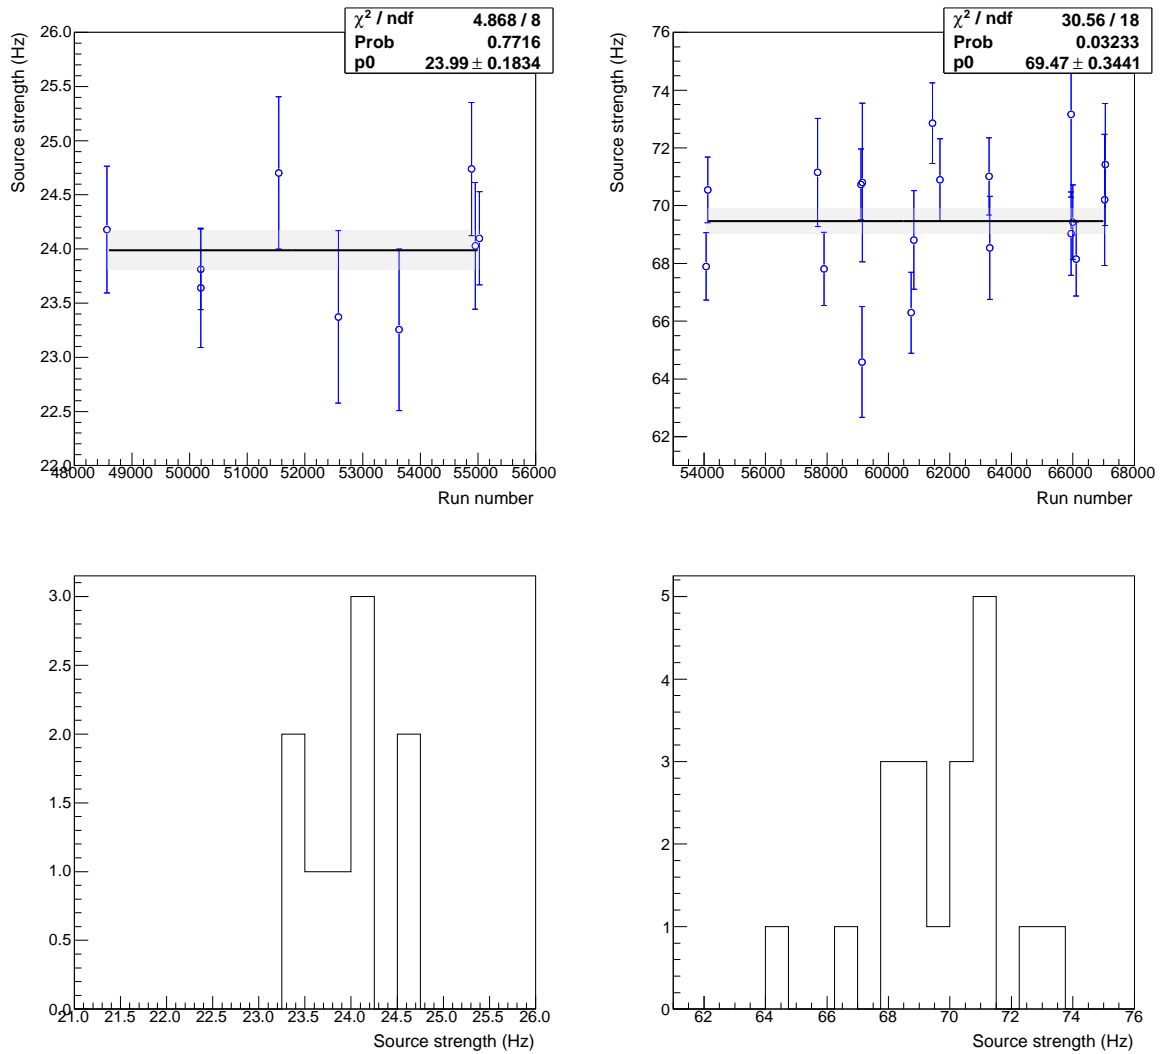 χ² / ndf 4.868 / 8
Prob 0.7716
p0 23.99 ± 0.1834
Source strength (Hz)
26.0
25.5
25.0
24.5
24.0
23.5
23.0
22.5
22.0
48000 49000 50000 51000 52000 53000 54000 55000 56000
Run number
χ² / ndf 30.56 / 18
Prob 0.03233
p0 69.47 ± 0.3441
Source strength (Hz)
76
74
72
70
68
66
64
62
54000 56000 58000 60000 62000 64000 66000 68000
Run number
3.0
2.5
2.0
1.5
1.0
0.5
0.0
21.0 21.5 22.0 22.5 23.0 23.5 24.0 24.5 25.0 25.5 26.0
Source strength (Hz)
5
4
3
2
1
0
62 64 66 68 70 72 74 76
Source strength (Hz)